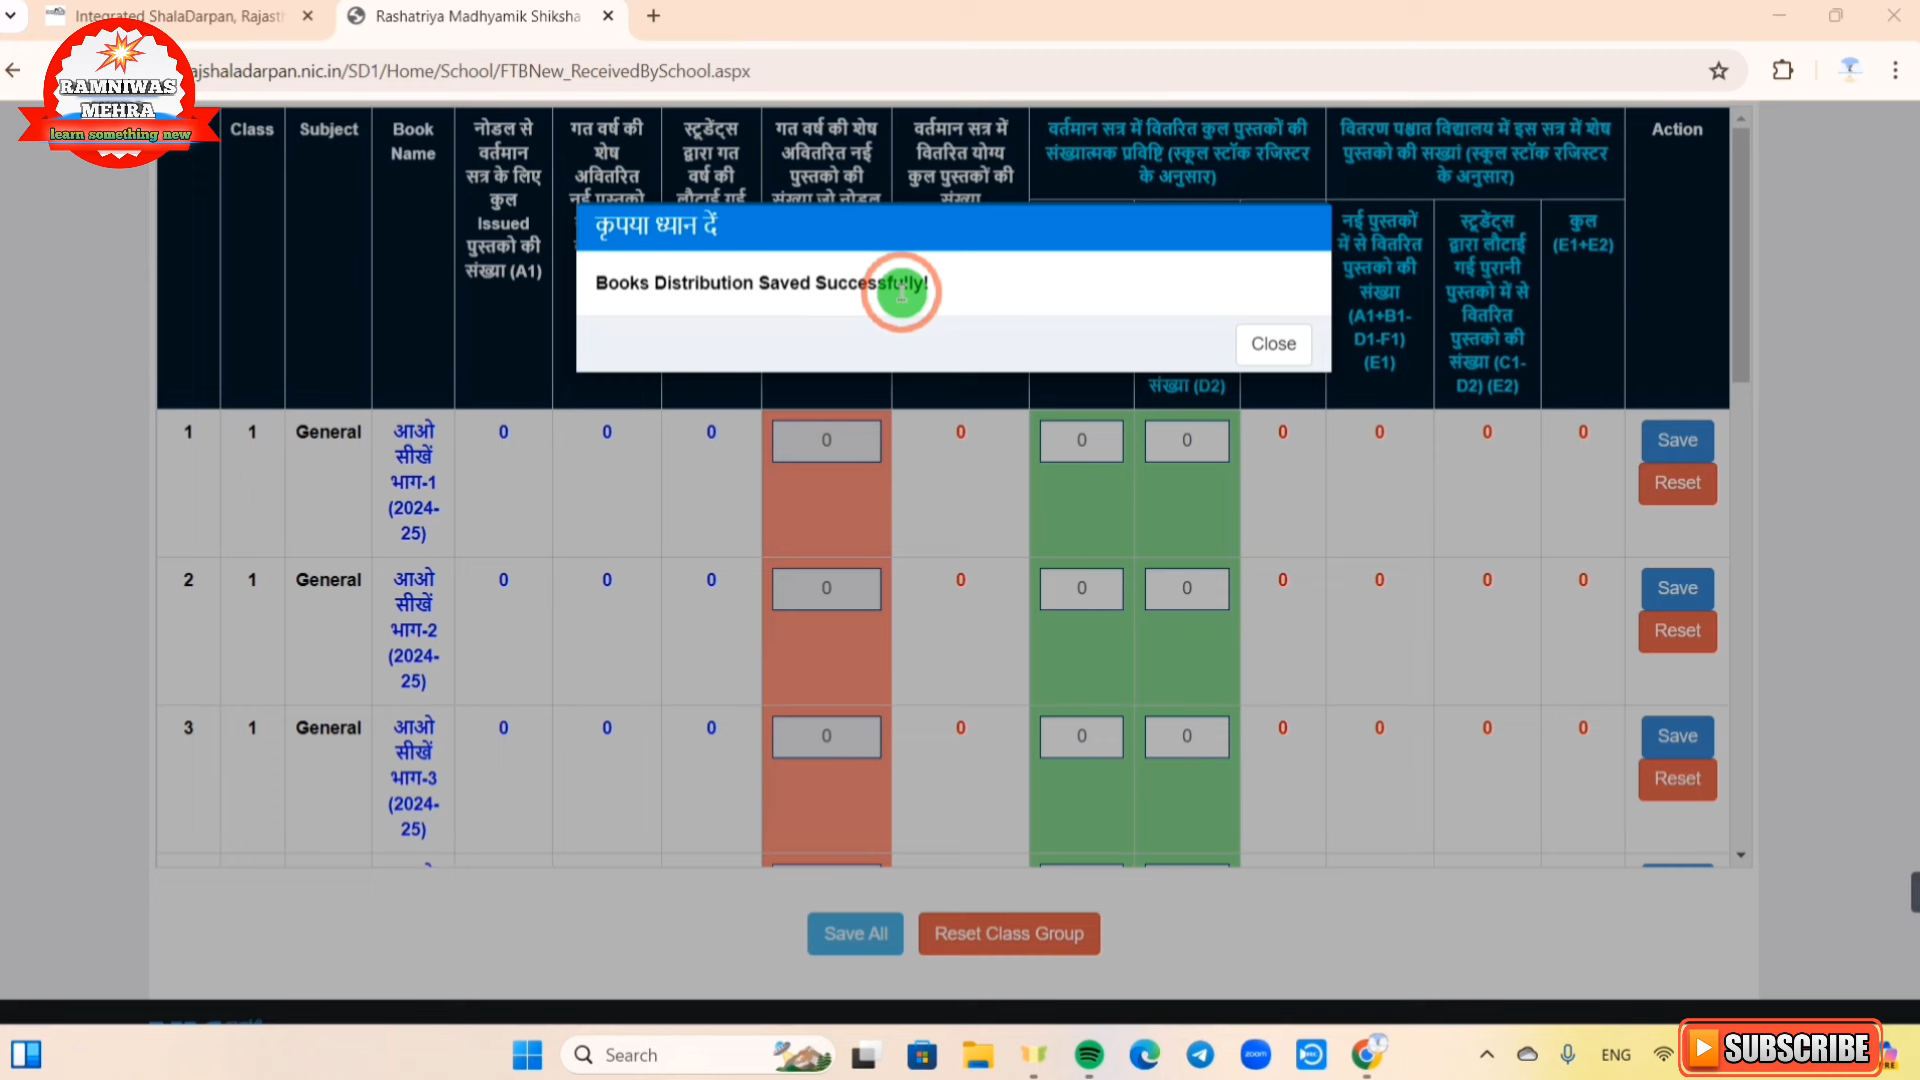 Integrated ShalaDarpan, Rajasth
Rashatriya Madhyamik Shiksha
ajshaladarpan.nic.in/SD1/Home/School/FTBNew_ReceivedBySchool.aspx
RAMNIWAS
MEHRA
learn something new
Class
Subject
Book
Name
नोडल से
वर्तमान
सत्र के लिए
कुल
Issued
पुस्तको की
संख्या (A1)
गत वर्ष की
शेष
अवितरित
नई पुस्तको
स्टूडेंट्स
द्वारा गत
वर्ष की
लौटाई गई
गत वर्ष की शेष
अवितरित नई
पुस्तको की
संख्या जो नोडल
वर्तमान सत्र में
वितरित योग्य
कुल पुस्तकों की
संख्या
वर्तमान सत्र में वितरित कुल पुस्तकों की
संख्यात्मक प्रविष्टि (स्कूल स्टॉक रजिस्टर
के अनुसार)
संख्या (D2)
वितरण पश्चात विद्यालय में इस सत्र में शेष
पुस्तको की सख्यां (स्कूल स्टॉक रजिस्टर
के अनुसार)
नई पुस्तकों
में से वितरित
पुस्तको की
संख्या
(A1+B1-
D1-F1)
(E1)
स्टूडेंट्स
द्वारा लौटाई
गई पुरानी
पुस्तको में से
वितरित
पुस्तको की
संख्या (C1-
D2) (E2)
कुल
(E1+E2)
Action
कृपया ध्यान दें
Books Distribution Saved Successfully!
Close
1 1 General आओ 0 0 0 0 0 0 0 0 0 0 0 Save
सीखें
भाग-1
(2024-
25)
Reset
2 1 General आओ 0 0 0 0 0 0 0 0 0 0 0 Save
सीखें
भाग-2
(2024-
25)
Reset
3 1 General आओ 0 0 0 0 0 0 0 0 0 0 0 Save
सीखें
भाग-3
(2024-
25)
Reset
Save All
Reset Class Group
Search
zoom
ENG
SUBSCRIBE